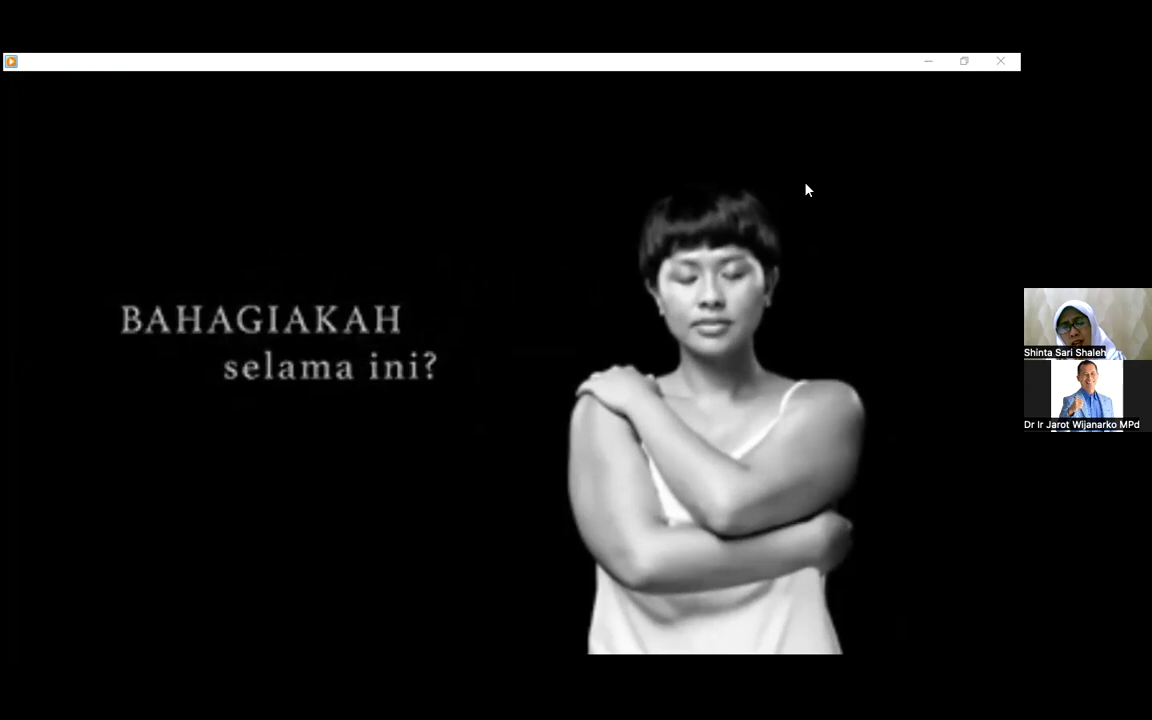 BAHAGIAKAH
selama ini?
Shinta Sari Shaleh
Dr Ir Jarot Wijanarko MPd